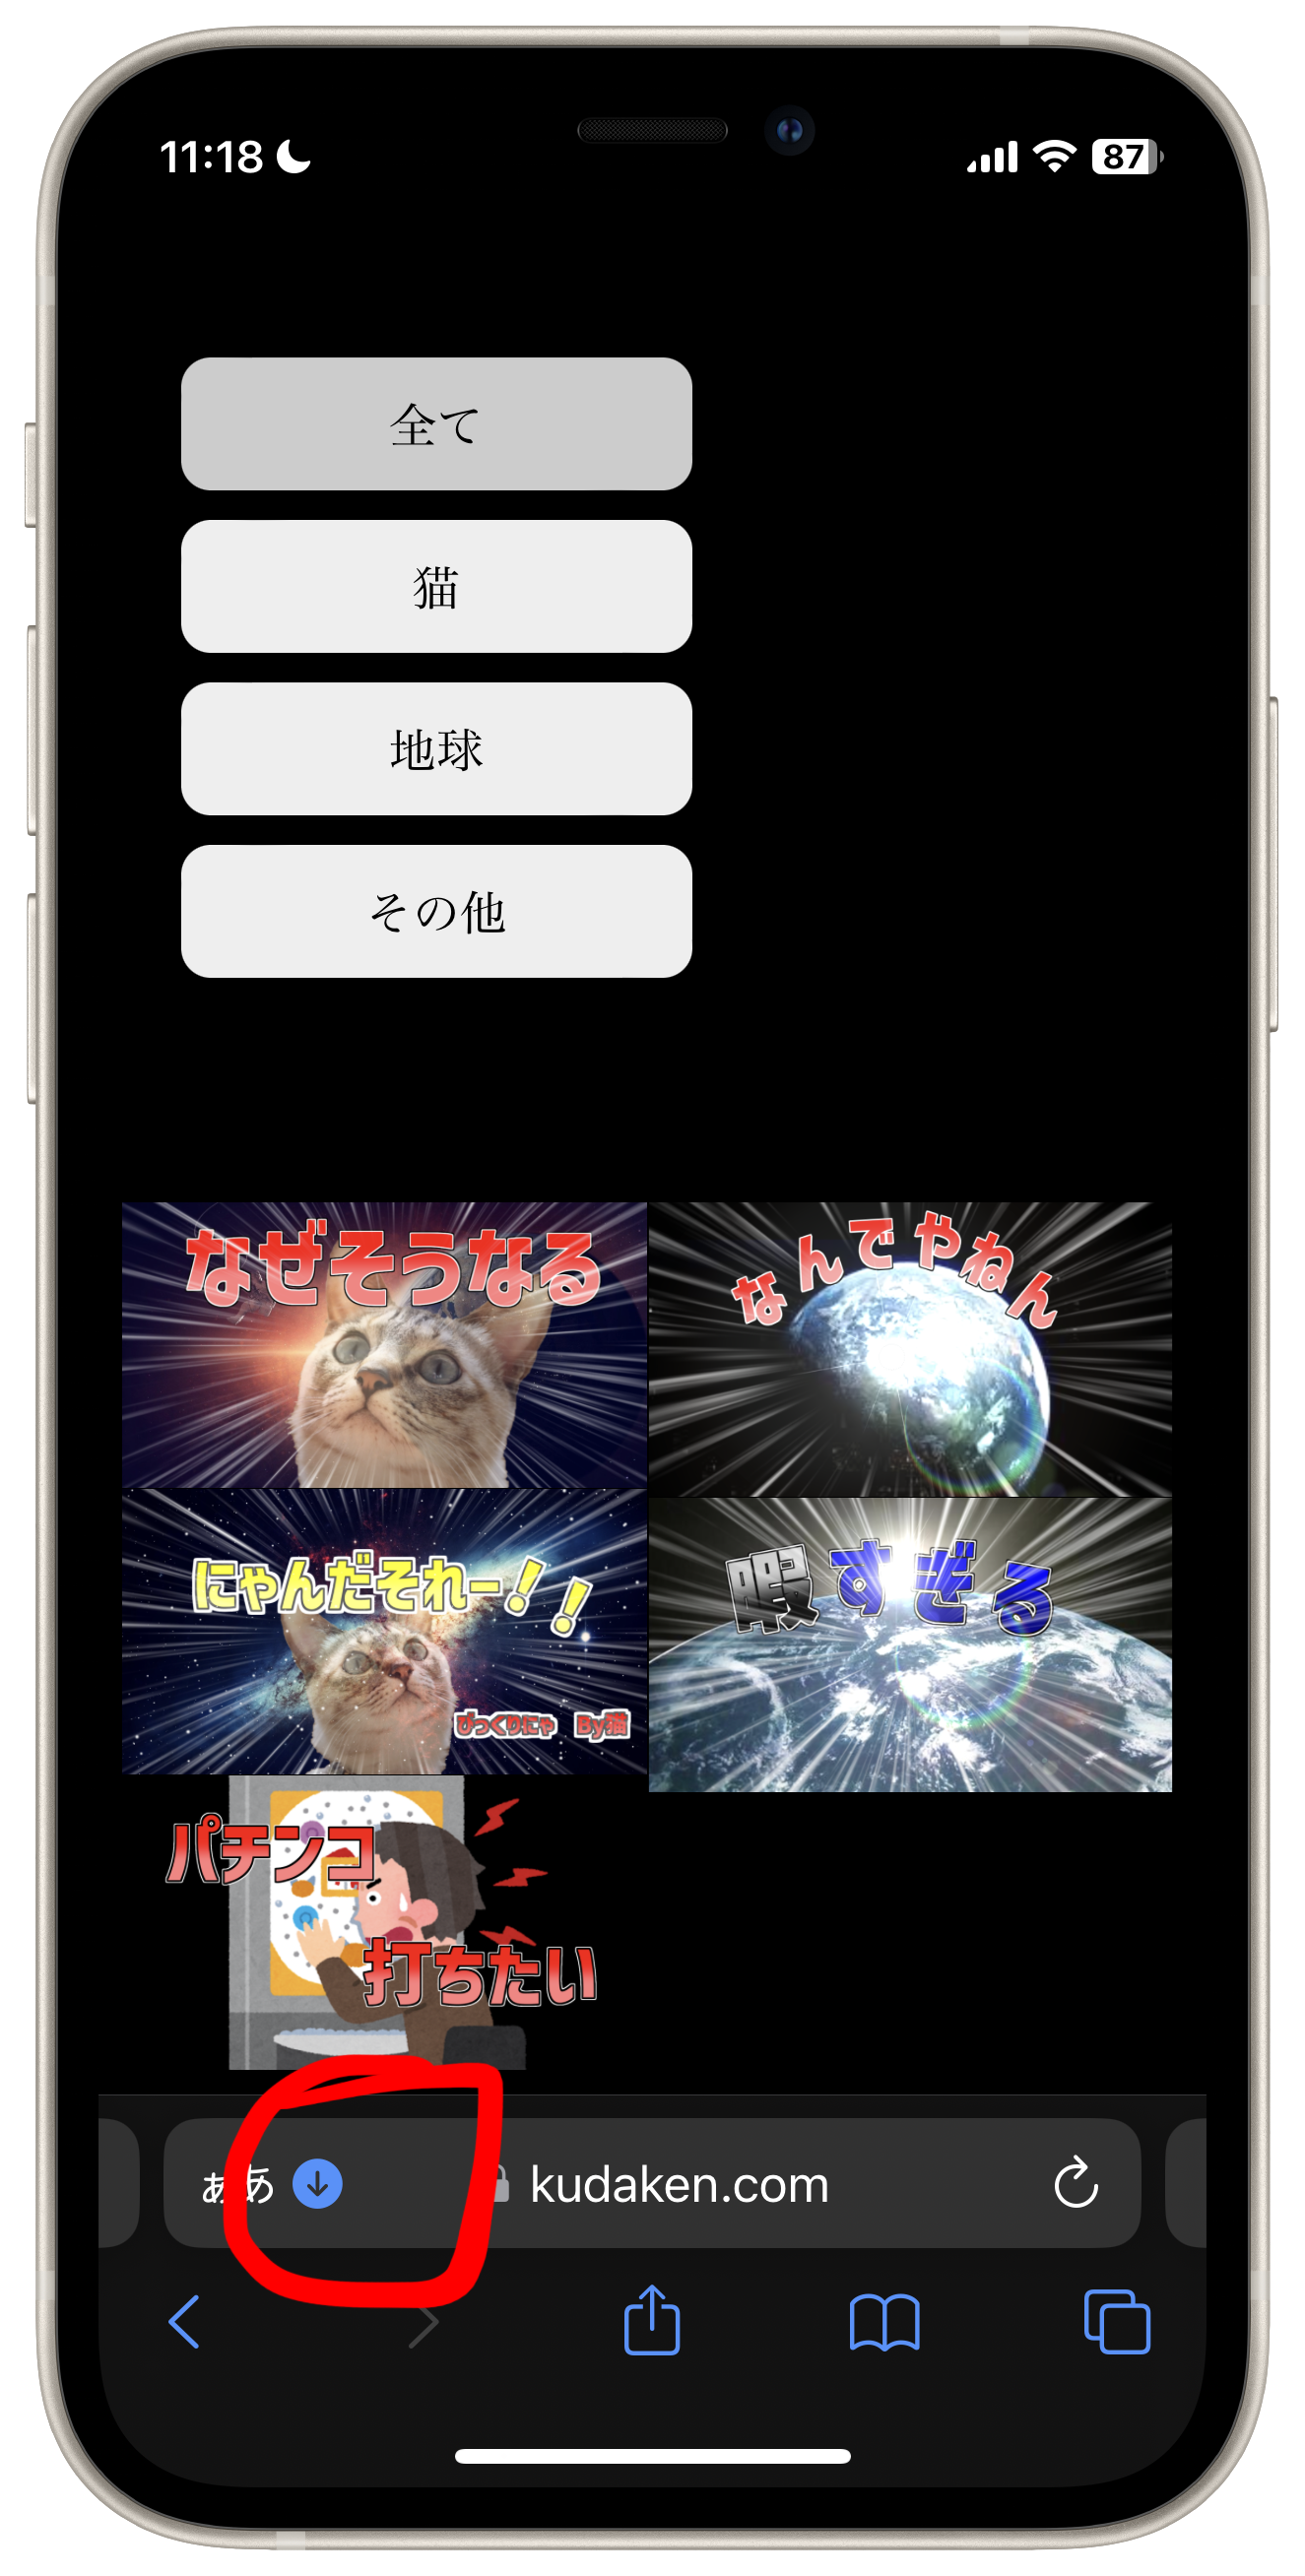 11:18
87
全て
猫
地球
その他
なぜそうなる
なんでやねん
にゃんだそれー!!
びっくりにゃ By猫
暇すぎる
パチンコ
打ちたい
ああ
kudaken.com